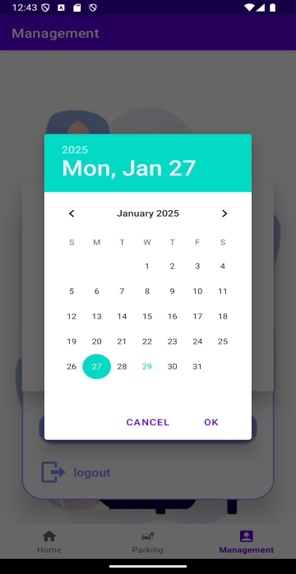 12:43
Management
2025
Mon, Jan 27
January 2025
S M T W T F S
1 2 3 4
5 6 7 8 9 10 11
12 13 14 15 16 17 18
19 20 21 22 23 24 25
26 27 28 29 30 31
CANCEL OK
logout
Home Parking Management